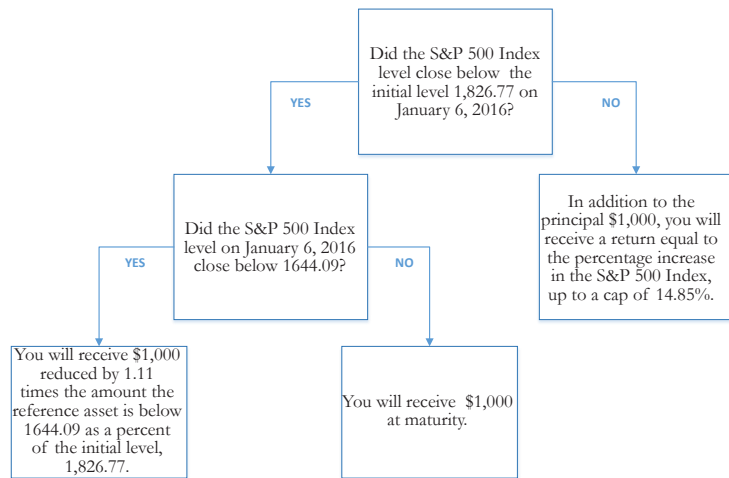 Did the S&P 500 Index
level close below the
initial level 1,826.77 on
January 6, 2016?
YES
NO
Did the S&P 500 Index
level on January 6, 2016
close below 1644.09?
In addition to the
principal $1,000, you will
receive a return equal to
the percentage increase
in the S&P 500 Index,
up to a cap of 14.85%.
YES
NO
You will receive $1,000
reduced by 1.11
times the amount the
reference asset is below
1644.09 as a percent
of the initial level,
1,826.77.
You will receive $1,000
at maturity.